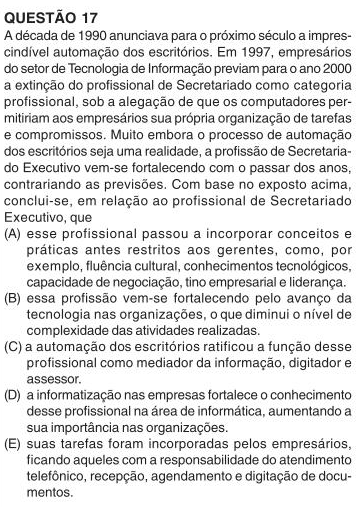 QUESTÃO 17
A década de 1990 anunciava para o próximo século a impres-
cindível automação dos escritórios. Em 1997, empresários
do setor de Tecnologia de Informação previam para o ano 2000
a extinção do profissional de Secretariado como categoria
profissional, sob a alegação de que os computadores per-
mitiriam aos empresários sua própria organização de tarefas
e compromissos. Muito embora o processo de automação
dos escritórios seja uma realidade, a profissão de Secretaria-
do Executivo vem-se fortalecendo com o passar dos anos,
contrariando as previsões. Com base no exposto acima,
conclui-se, em relação ao profissional de Secretariado
Executivo, que
(A) esse profissional passou a incorporar conceitos e
práticas antes restritos aos gerentes, como, por
exemplo, fluência cultural, conhecimentos tecnológicos,
capacidade de negociação, tino empresarial e liderança.
(B) essa profissão vem-se fortalecendo pelo avanço da
tecnologia nas organizações, o que diminui o nível de
complexidade das atividades realizadas.
(C) a automação dos escritórios ratificou a função desse
profissional como mediador da informação, digitador e
assessor.
(D) a informatização nas empresas fortalece o conhecimento
desse profissional na área de informática, aumentando a
sua importância nas organizações.
(E) suas tarefas foram incorporadas pelos empresários,
ficando aqueles com a responsabilidade do atendimento
telefônico, recepção, agendamento e digitação de docu-
mentos.